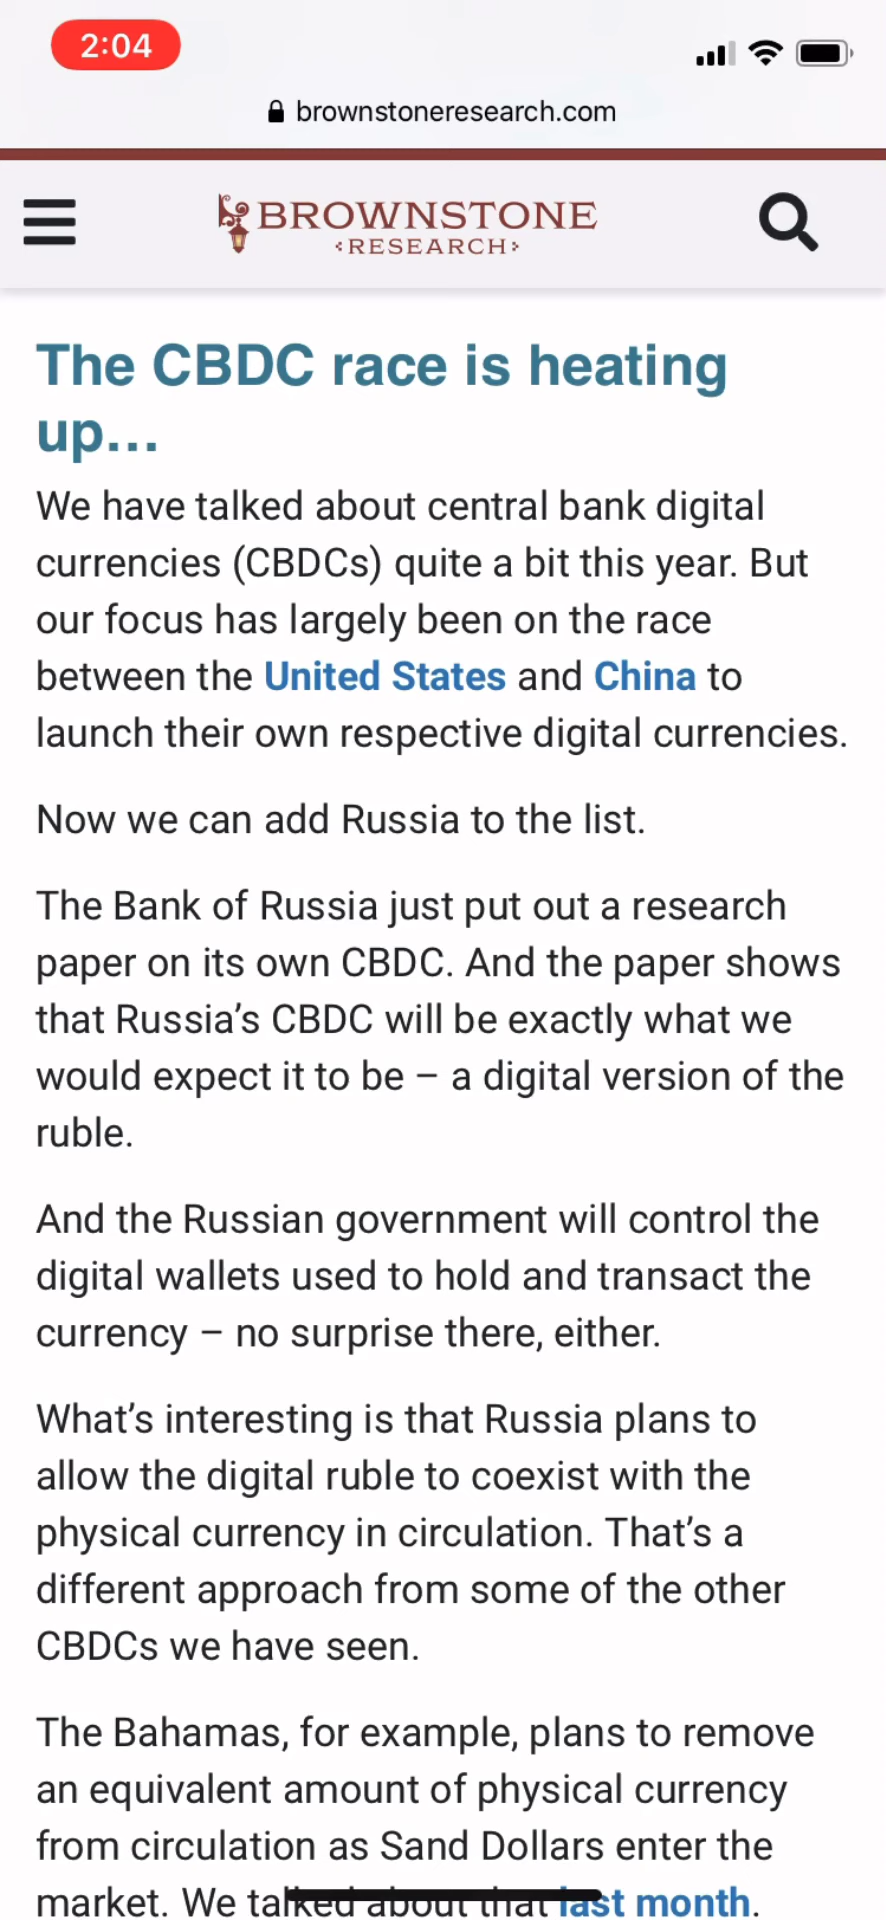 2:04
brownstoneresearch.com
BROWNSTONE
RESEARCH
The CBDC race is heating
up...
We have talked about central bank digital
currencies (CBDCs) quite a bit this year. But
our focus has largely been on the race
between the United States and China to
launch their own respective digital currencies.
Now we can add Russia to the list.
The Bank of Russia just put out a research
paper on its own CBDC. And the paper shows
that Russia’s CBDC will be exactly what we
would expect it to be – a digital version of the
ruble.
And the Russian government will control the
digital wallets used to hold and transact the
currency – no surprise there, either.
What’s interesting is that Russia plans to
allow the digital ruble to coexist with the
physical currency in circulation. That’s a
different approach from some of the other
CBDCs we have seen.
The Bahamas, for example, plans to remove
an equivalent amount of physical currency
from circulation as Sand Dollars enter the
market. We talked about that last month.